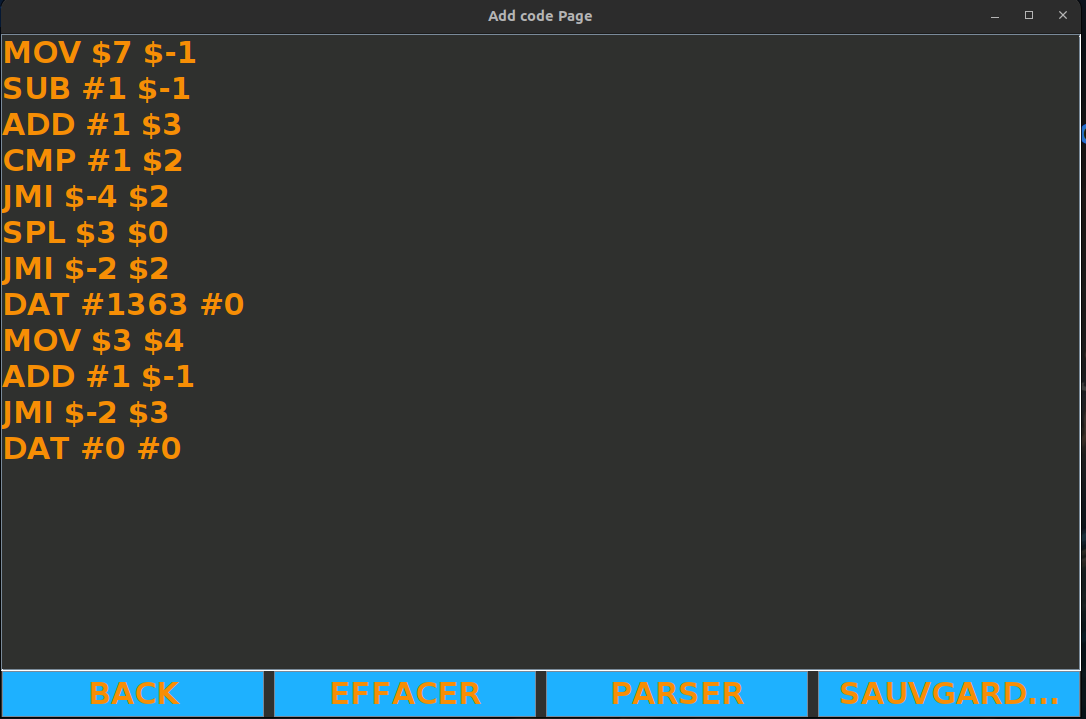 Add code Page
MOV $7 $-1
SUB #1 $-1
ADD #1 $3
CMP #1 $2
JMI $-4 $2
SPL $3 $0
JMI $-2 $2
DAT #1363 #0
MOV $3 $4
ADD #1 $-1
JMI $-2 $3
DAT #0 #0
BACK
EFFACER
PARSER
SAUVGARD...